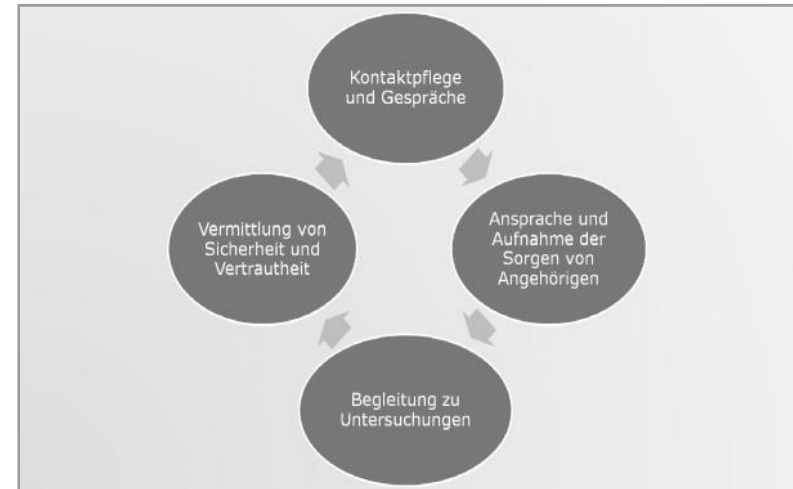 Kontaktpflege
und Gespräche
Ansprache und
Aufnahme der
Sorgen von
Angehörigen
Begleitung zu
Untersuchungen
Vermittlung von
Sicherheit und
Vertrautheit